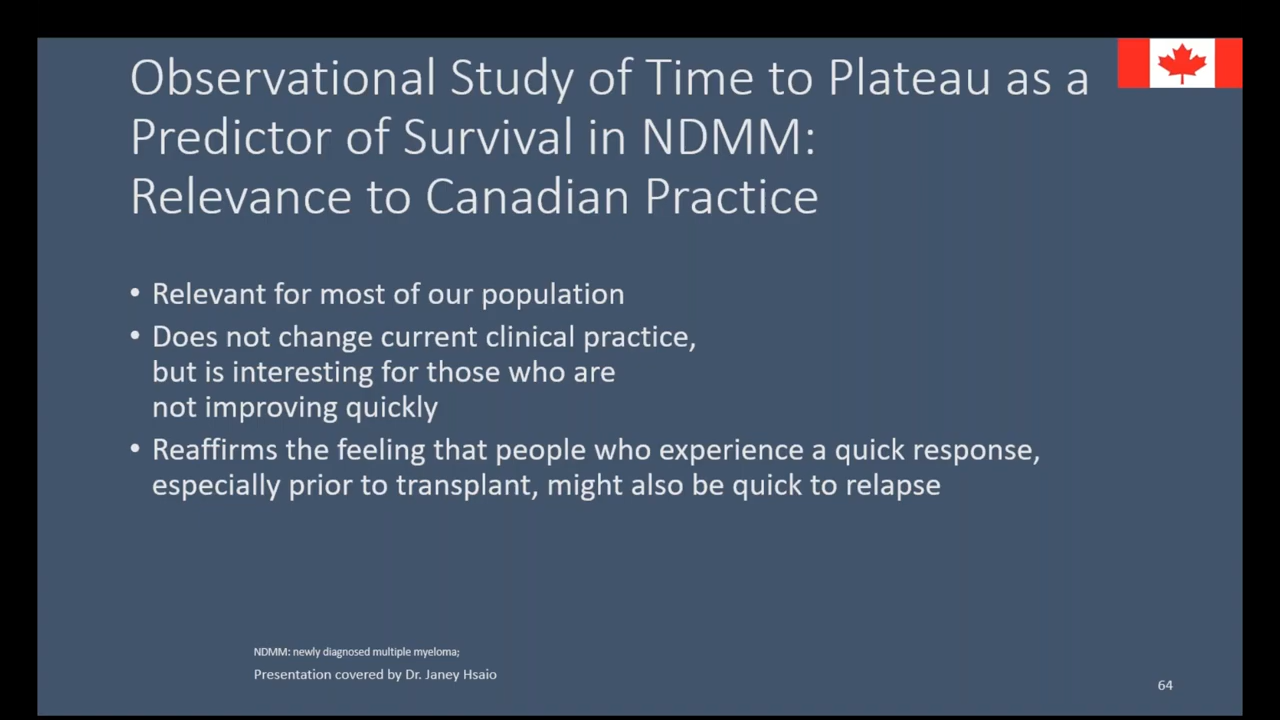 Observational Study of Time to Plateau as a
Predictor of Survival in NDMM:
Relevance to Canadian Practice
• Relevant for most of our population
• Does not change current clinical practice,
but is interesting for those who are
not improving quickly
• Reaffirms the feeling that people who experience a quick response,
especially prior to transplant, might also be quick to relapse
NDMM: newly diagnosed multiple myeloma;
Presentation covered by Dr. Janey Hsaio
64